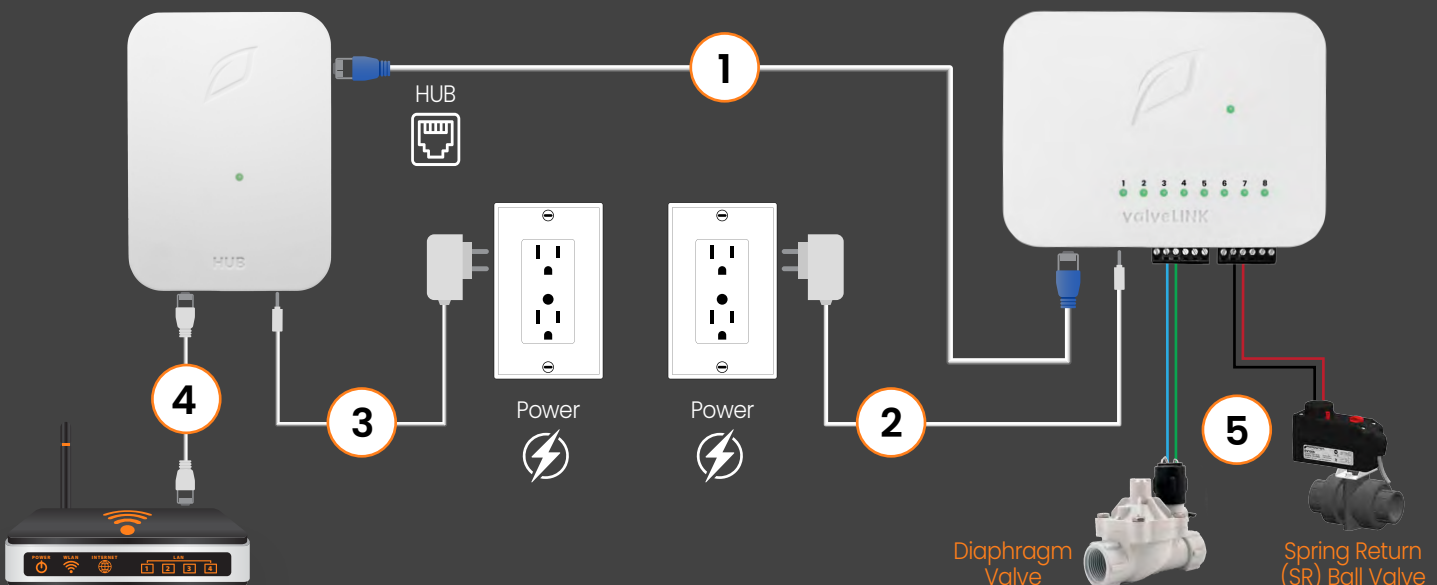 1
HUB
1 2 3 4 5 6 7 8
valveLINK
HUB
Power
Power
4
3
2
5
POWER WLAN INTERNET LAN
1 2 3 4
Diaphragm
Valve
Spring Return
(SR) Ball Valve